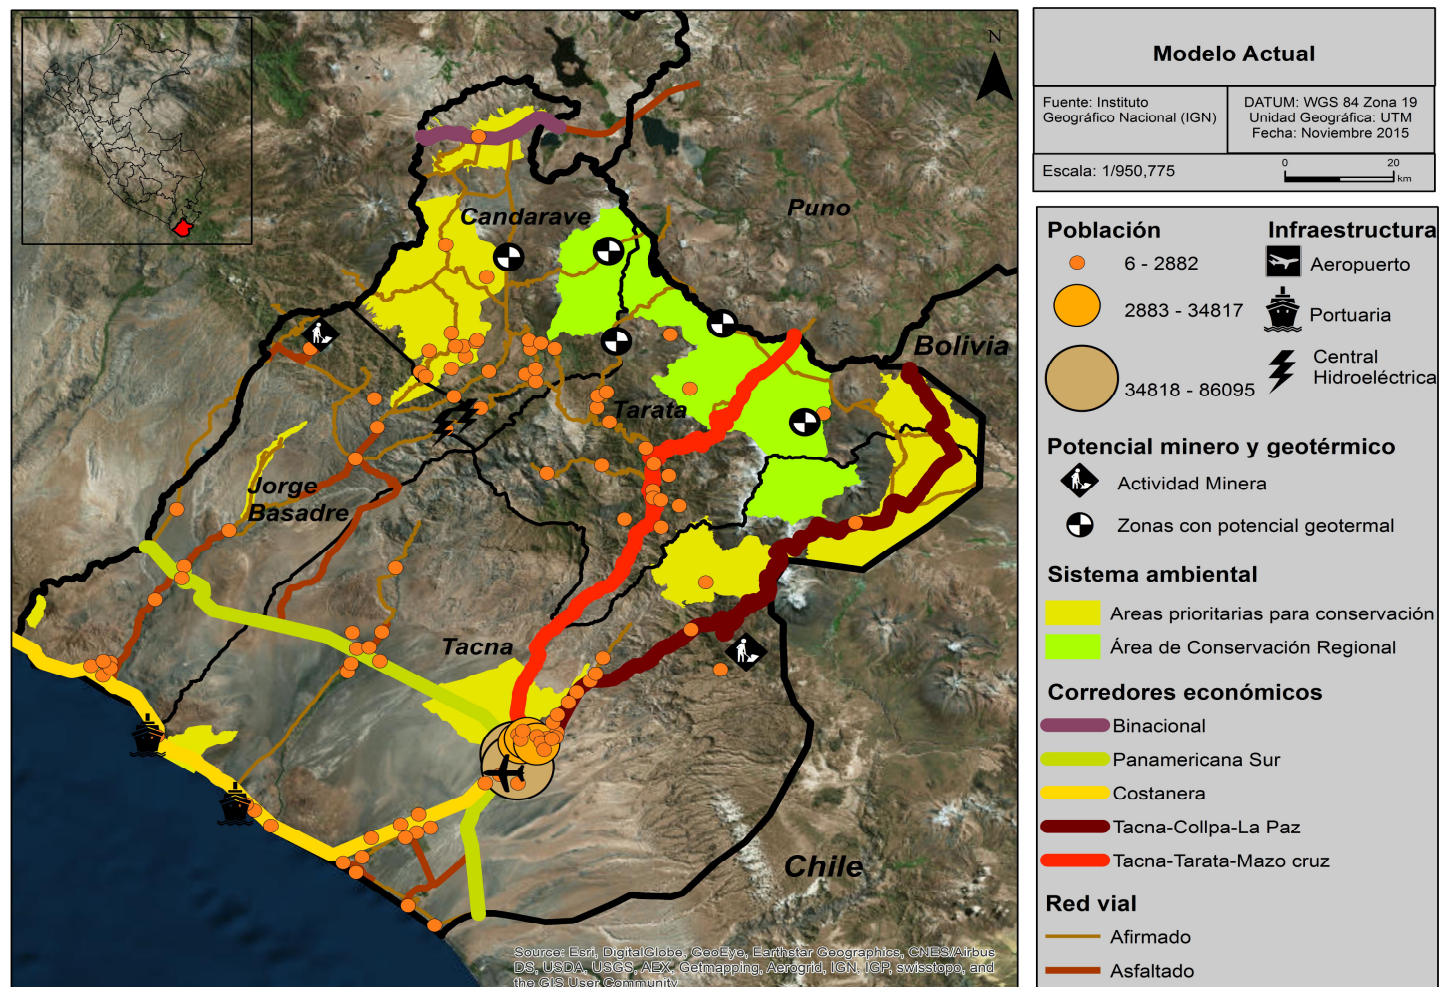 N
Candarave
Puno
Bolivia
Tarata
Jorge
Basadre
Tacna
Chile
Source: Esri, DigitalGlobe, GeoEye, Earthstar Geographics, CNES/Airbus
DS, USDA, USGS, AEX, Getmapping, Aerogrid, IGN, IGP, swisstopo, and
the GIS User Community
Modelo Actual
Fuente: Instituto
Geográfico Nacional (IGN)
DATUM: WGS 84 Zona 19
Unidad Geográfica: UTM
Fecha: Noviembre 2015
Escala: 1/950,775
0 20
km
Población
6 - 2882
2883 - 34817
34818 - 86095
Infraestructura
Aeropuerto
Portuaria
Central
Hidroeléctrica
Potencial minero y geotérmico
Actividad Minera
Zonas con potencial geotermal
Sistema ambiental
Areas prioritarias para conservación
Área de Conservación Regional
Corredores económicos
Binacional
Panamericana Sur
Costanera
Tacna-Collpa-La Paz
Tacna-Tarata-Mazo cruz
Red vial
Afirmado
Asfaltado